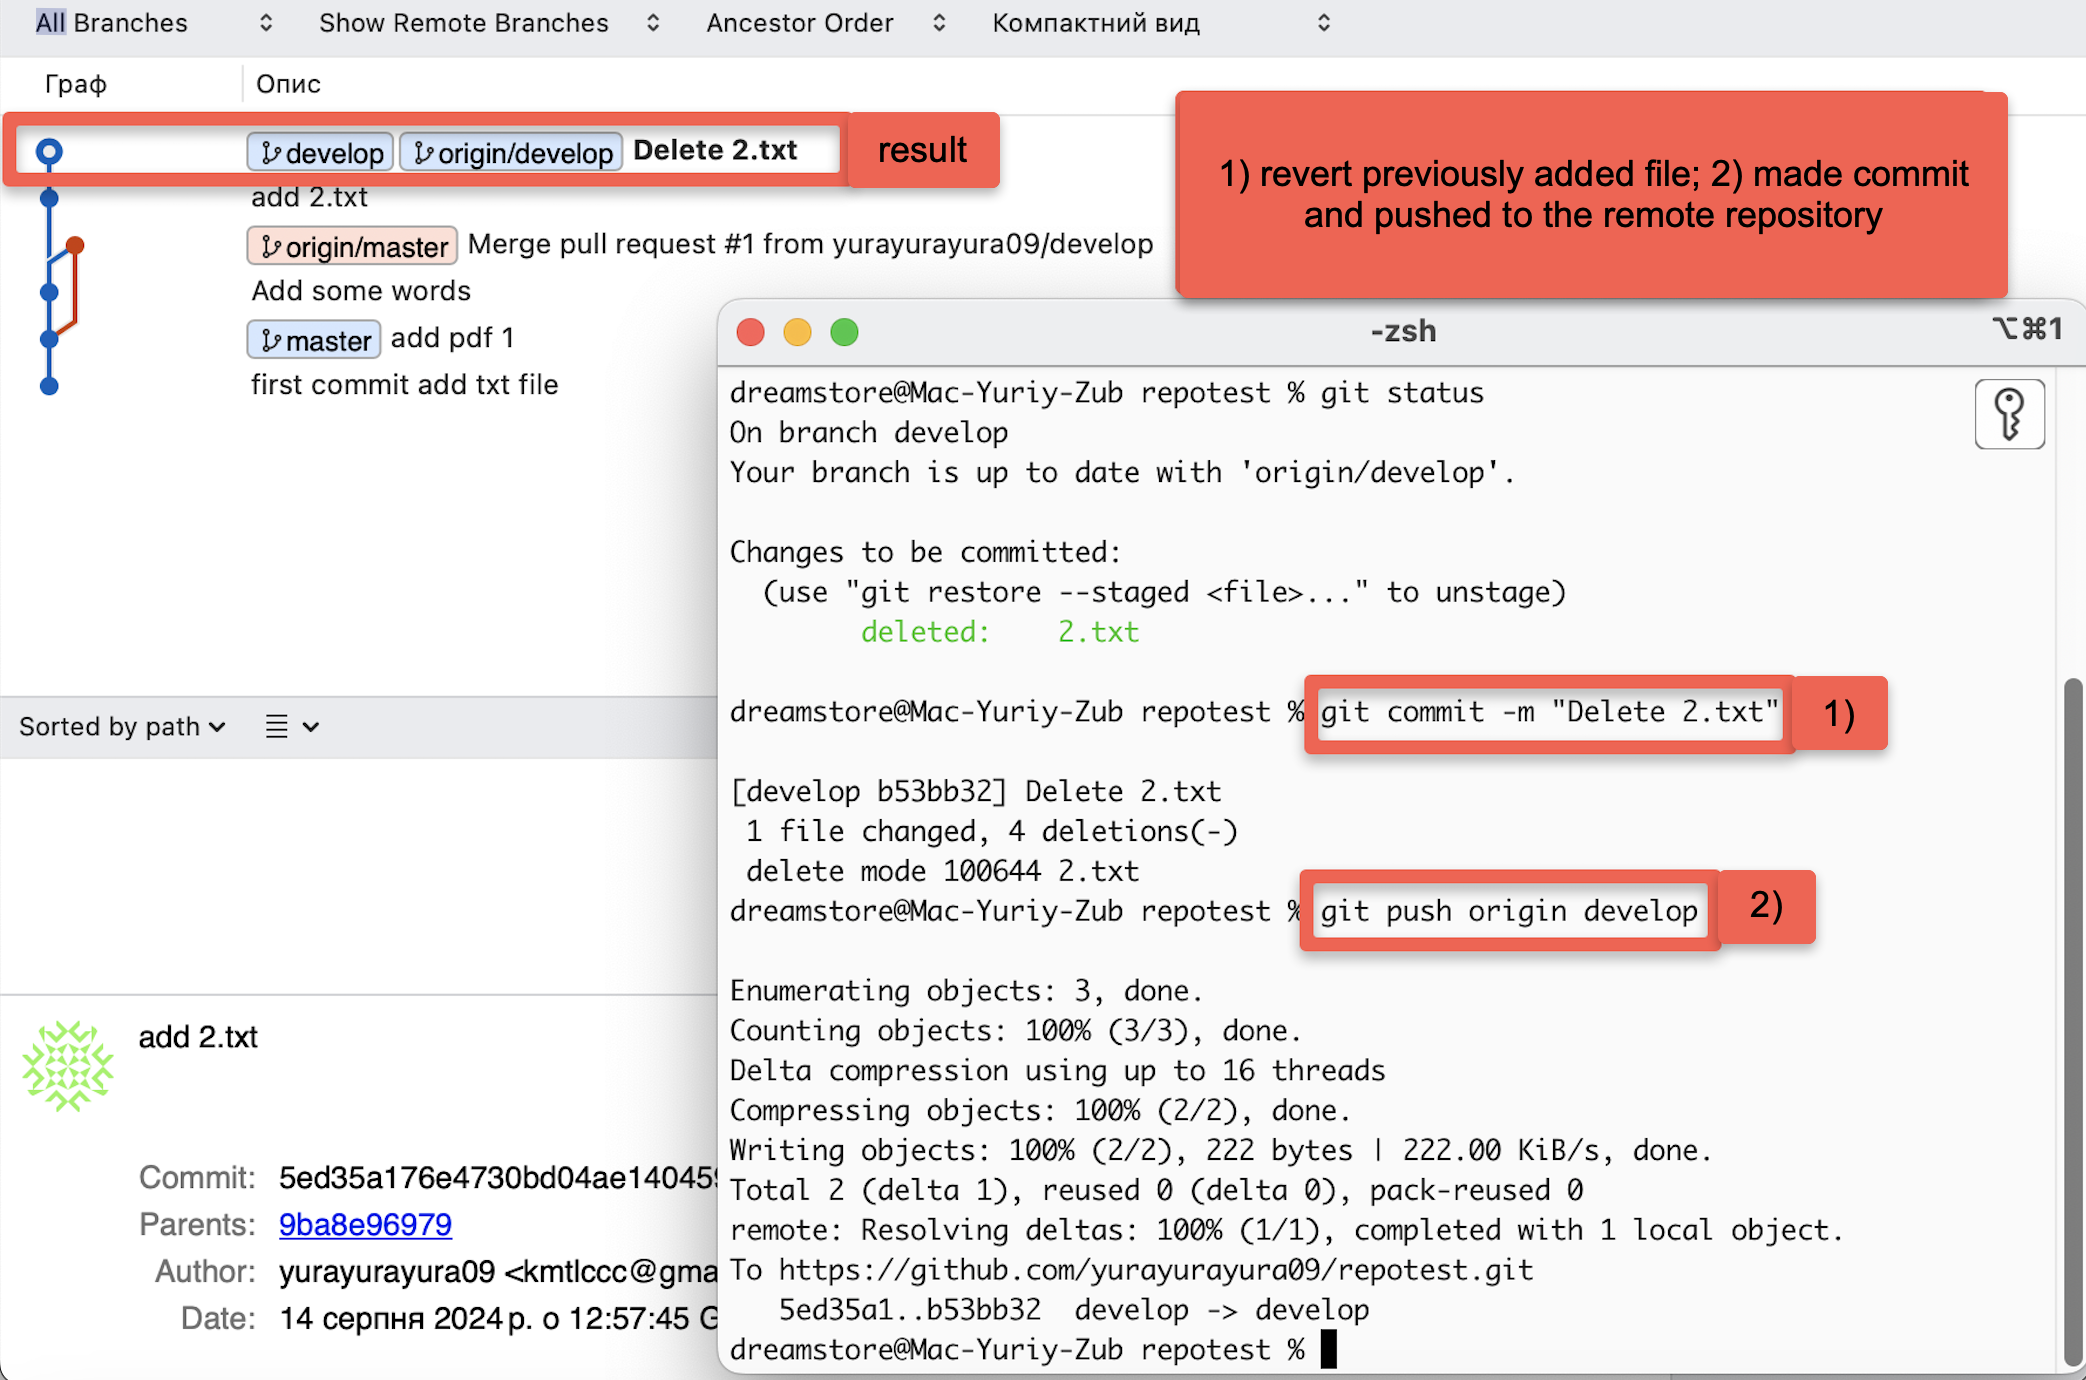 All Branches Show Remote Branches Ancestor Order Компактний вид
Граф Опис
develop origin/develop Delete 2.txt
result
add 2.txt
origin/master Merge pull request #1 from yurayurayura09/develop
Add some words
master add pdf 1
first commit add txt file
1) revert previously added file; 2) made commit
and pushed to the remote repository
-zsh ⌥⌘1
dreamstore@Mac-Yuriy-Zub repotest % git status
On branch develop
Your branch is up to date with 'origin/develop'.
Changes to be committed:
(use "git restore --staged <file>..." to unstage)
deleted: 2.txt
dreamstore@Mac-Yuriy-Zub repotest % git commit -m "Delete 2.txt"
1)
[develop b53bb32] Delete 2.txt
1 file changed, 4 deletions(-)
delete mode 100644 2.txt
dreamstore@Mac-Yuriy-Zub repotest % git push origin develop
2)
Enumerating objects: 3, done.
Counting objects: 100% (3/3), done.
Delta compression using up to 16 threads
Compressing objects: 100% (2/2), done.
Writing objects: 100% (2/2), 222 bytes | 222.00 KiB/s, done.
Total 2 (delta 1), reused 0 (delta 0), pack-reused 0
remote: Resolving deltas: 100% (1/1), completed with 1 local object.
To https://github.com/yurayurayura09/repotest.git
5ed35a1..b53bb32 develop -> develop
dreamstore@Mac-Yuriy-Zub repotest %
Sorted by path
add 2.txt
Commit: 5ed35a176e4730bd04ae14045
Parents: 9ba8e96979
Author: yurayurayura09 <kmtlccc@gma
Date: 14 серпня 2024 р. о 12:57:45 G